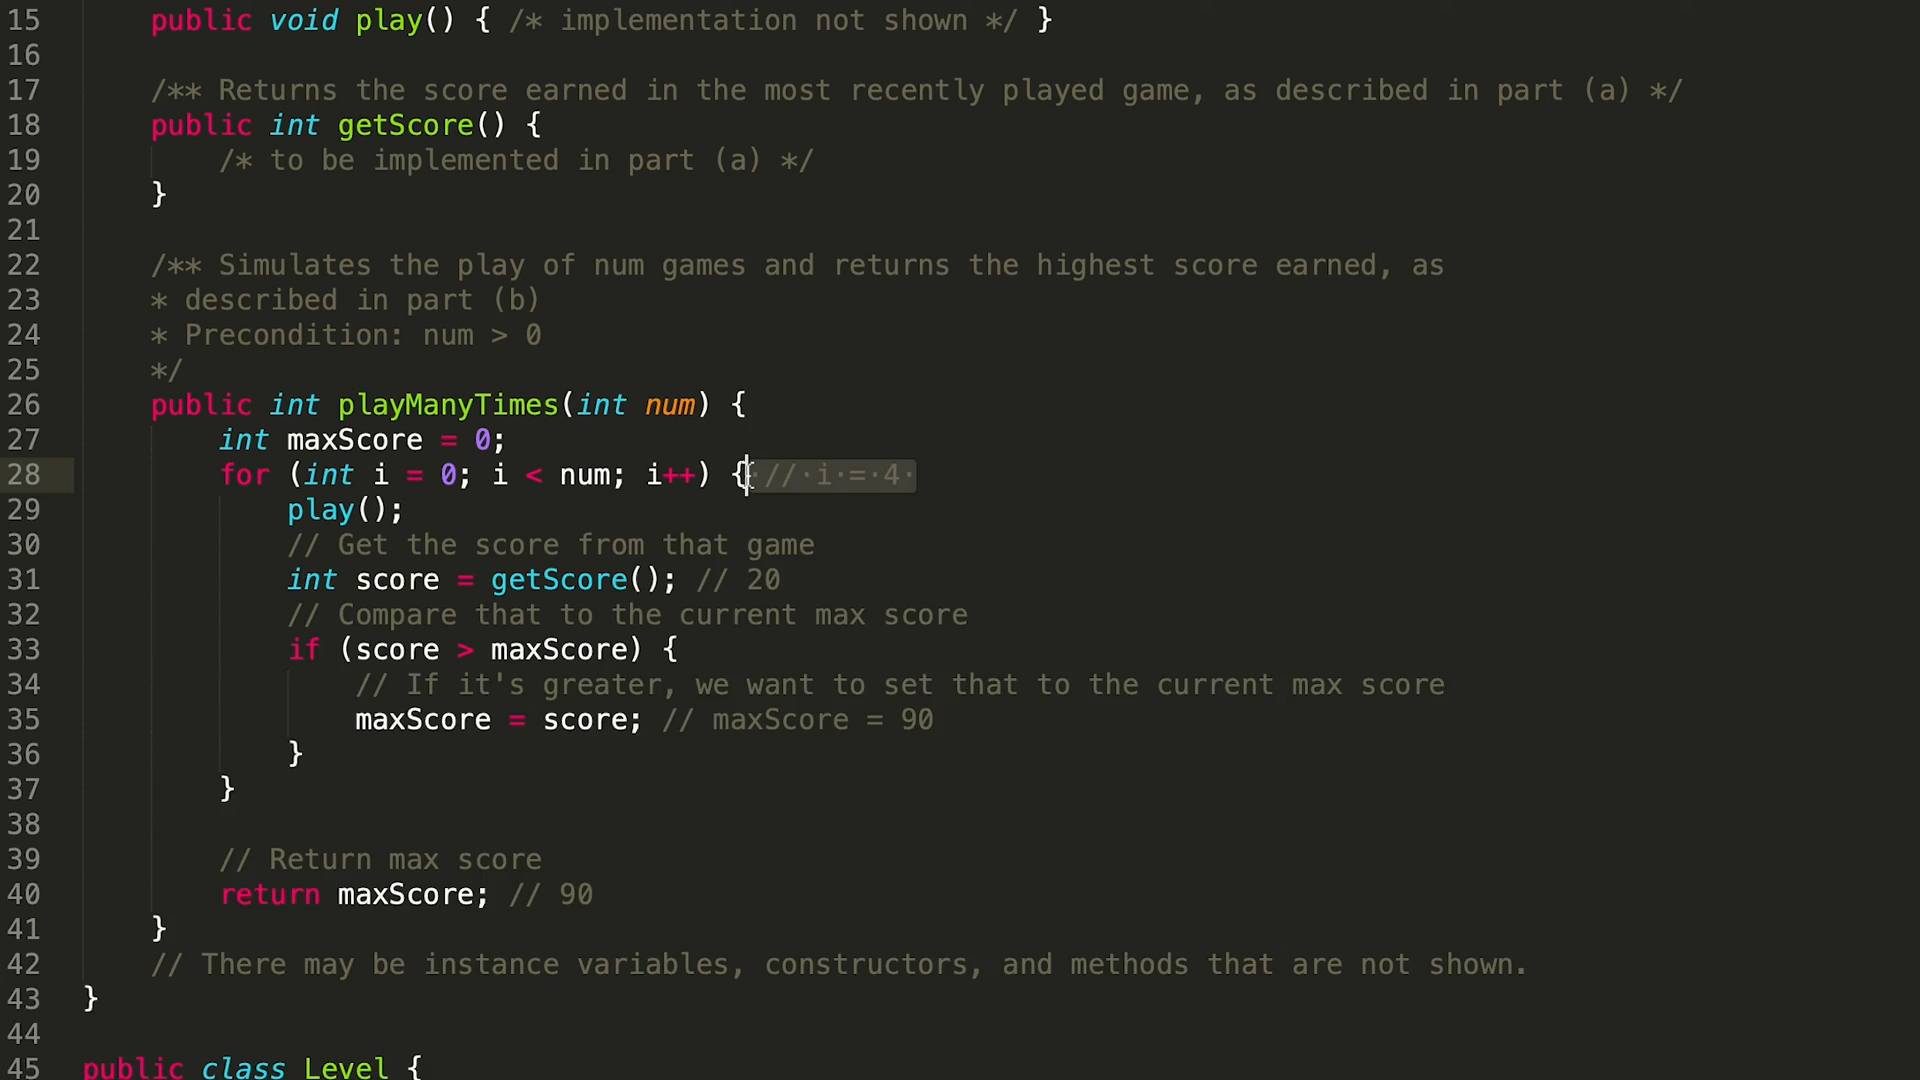 15 public void play() { /* implementation not shown */ }
16
17 /** Returns the score earned in the most recently played game, as described in part (a) */
18 public int getScore() {
19 /* to be implemented in part (a) */
20 }
21
22 /** Simulates the play of num games and returns the highest score earned, as
23 * described in part (b)
24 * Precondition: num > 0
25 */
26 public int playManyTimes(int num) {
27 int maxScore = 0;
28 for (int i = 0; i < num; i++) { // i = 4
29 play();
30 // Get the score from that game
31 int score = getScore(); // 20
32 // Compare that to the current max score
33 if (score > maxScore) {
34 // If it's greater, we want to set that to the current max score
35 maxScore = score; // maxScore = 90
36 }
37 }
38
39 // Return max score
40 return maxScore; // 90
41 }
42 // There may be instance variables, constructors, and methods that are not shown.
43 }
44
45 public class Level {